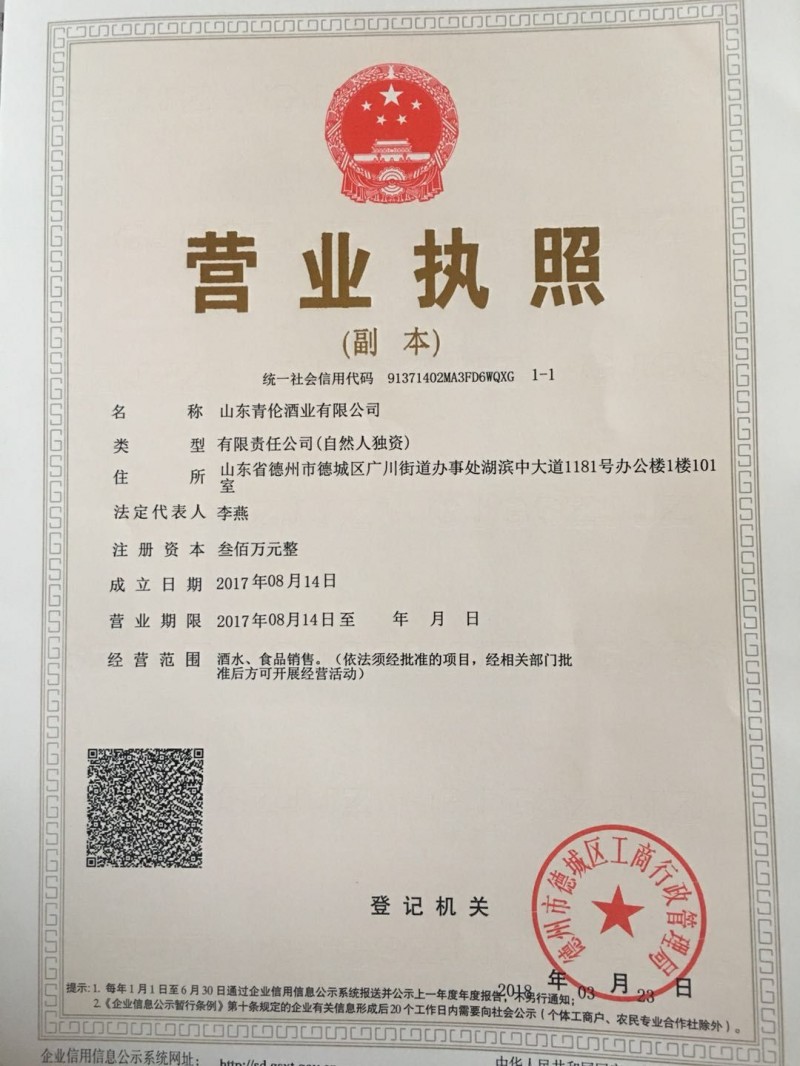 营业执照
(副 本)
统一社会信用代码 91371402MA3FD6WQXG 1-1
名 称 山东青伦酒业有限公司
类 型 有限责任公司(自然人独资)
住 所 山东省德州市德城区广川街道办事处湖滨中大道1181号办公楼1楼101
室
法定代表人 李燕
注 册 资 本 叁佰万元整
成 立 日 期 2017年08月14日
营 业 期 限 2017年08月14日至 年 月 日
经 营 范 围 酒水、食品销售。（依法须经批准的项目，经相关部门批
准后方可开展经营活动）
登 记 机 关
德州市德城区工商行政管理局
2018 年 03 月 23 日
提示:1. 每年1月1日至6月30日通过企业信用信息公示系统报送并公示上一年度年度报告，不另行通知；
2.《企业信息公示暂行条例》第十条规定的企业有关信息形成后20个工作日内需要向社会公示（个体工商户、农民专业合作社除外）。
企业信用信息公示系统网址：